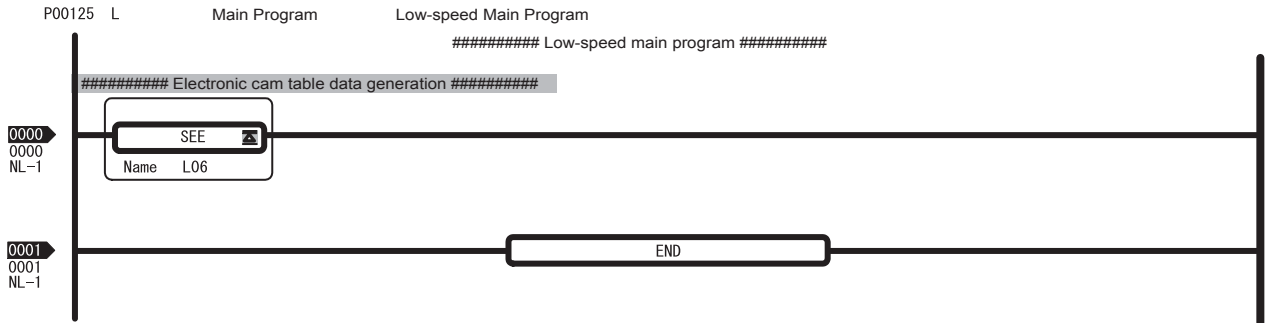 P00125 L Main Program Low-speed Main Program
########## Low-speed main program ##########
########## Electronic cam table data generation ##########
0000
0000
NL-1
SEE
Name L06
0001
0001
NL-1
END